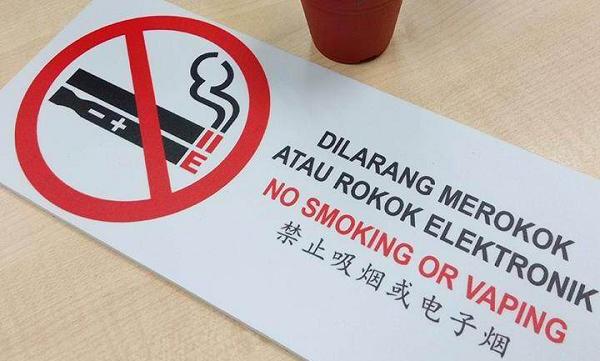 E
DILARANG MEROKOK
ATAU ROKOK ELEKTRONIK
NO SMOKING OR VAPING
禁止吸烟或电子烟